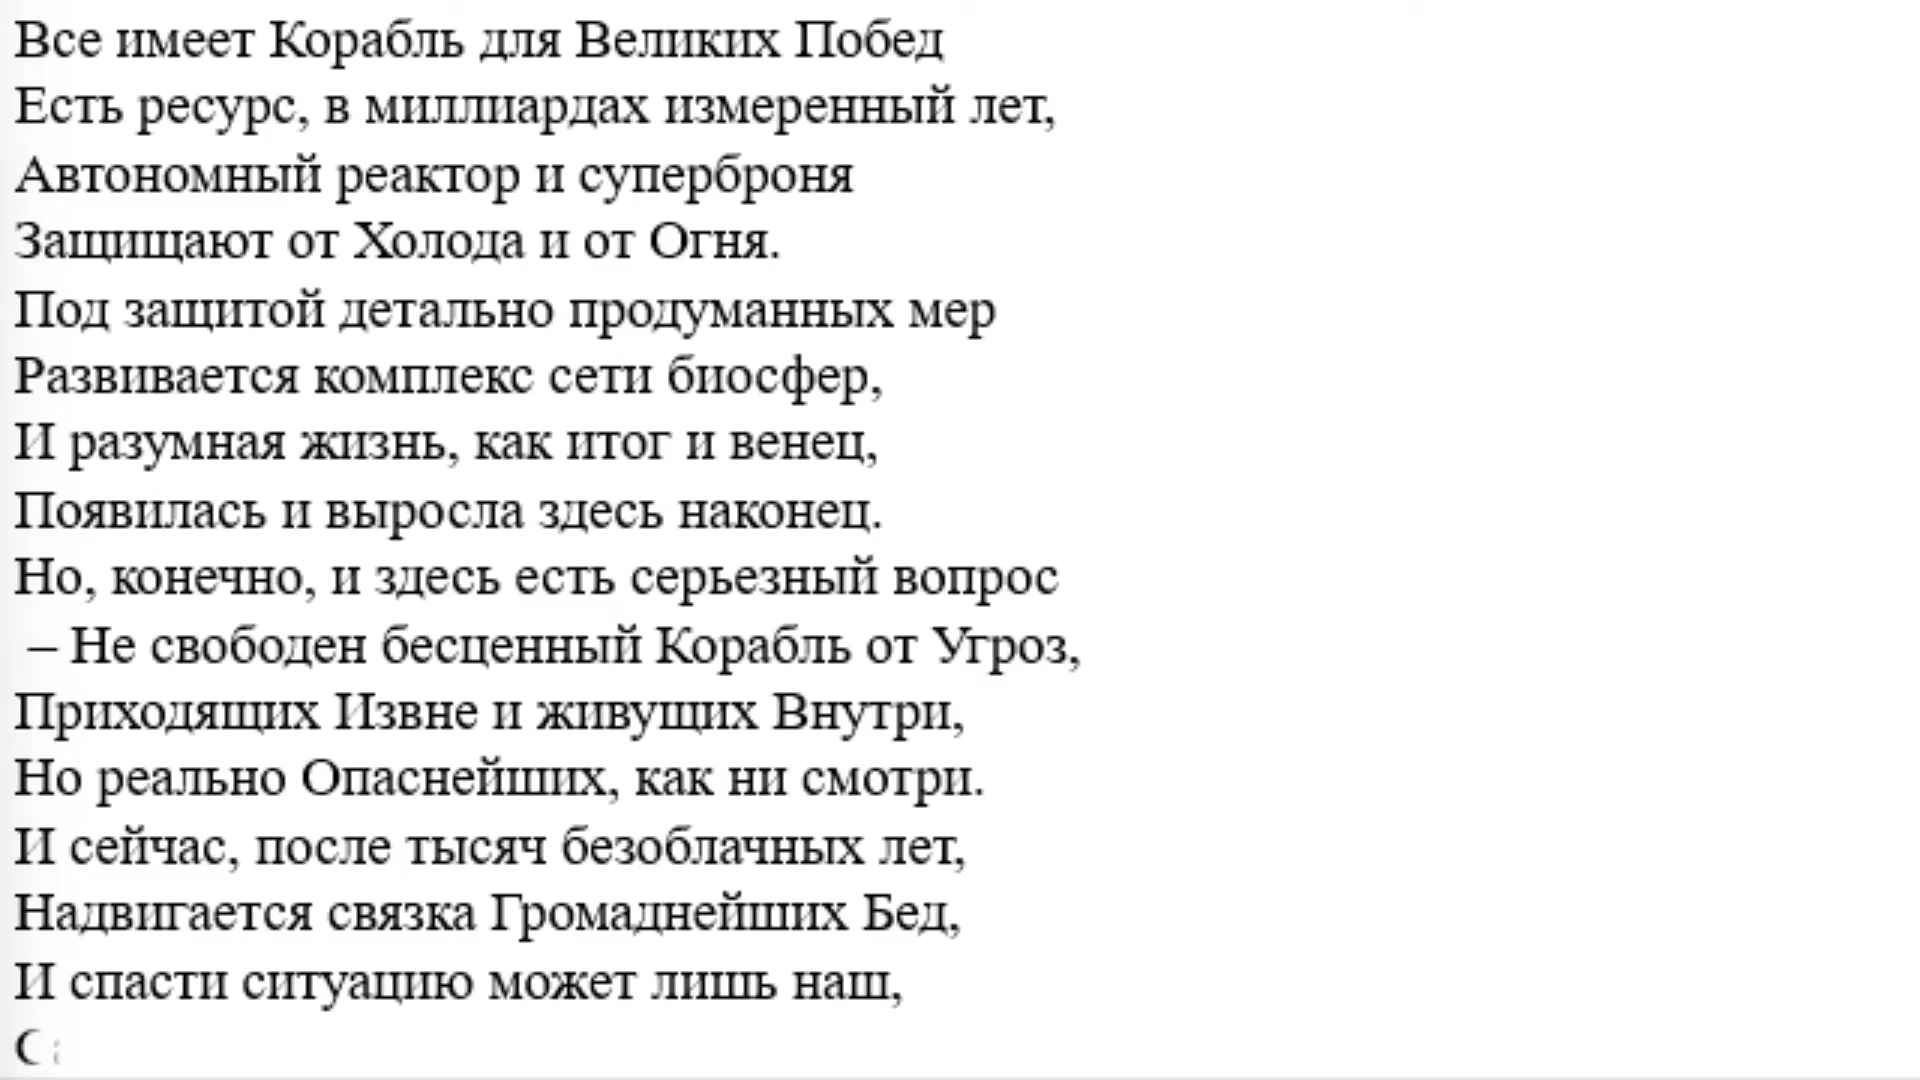 Все имеет Корабль для Великих Побед
Есть ресурс, в миллиардах измеренный лет,
Автономный реактор и суперброня
Защищают от Холода и от Огня.
Под защитой детально продуманных мер
Развивается комплекс сети биосфер,
И разумная жизнь, как итог и венец,
Появилась и выросла здесь наконец.
Но, конечно, и здесь есть серьезный вопрос
– Не свободен бесценный Корабль от Угроз,
Приходящих Извне и живущих Внутри,
Но реально Опаснейших, как ни смотри.
И сейчас, после тысяч безоблачных лет,
Надвигается связка Громаднейших Бед,
И спасти ситуацию может лишь наш,